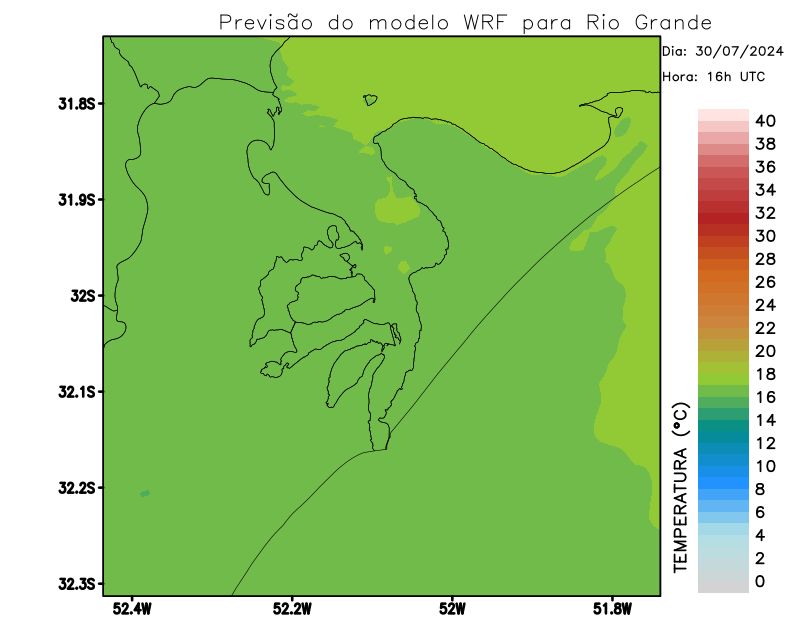 Previsão do modelo WRF para Rio Grande
Dia: 30/07/2024
Hora: 16h UTC
31.8S
31.9S
32S
32.1S
32.2S
32.3S
52.4W
52.2W
52W
51.8W
TEMPERATURA (°C)
40
38
36
34
32
30
28
26
24
22
20
18
16
14
12
10
8
6
4
2
0